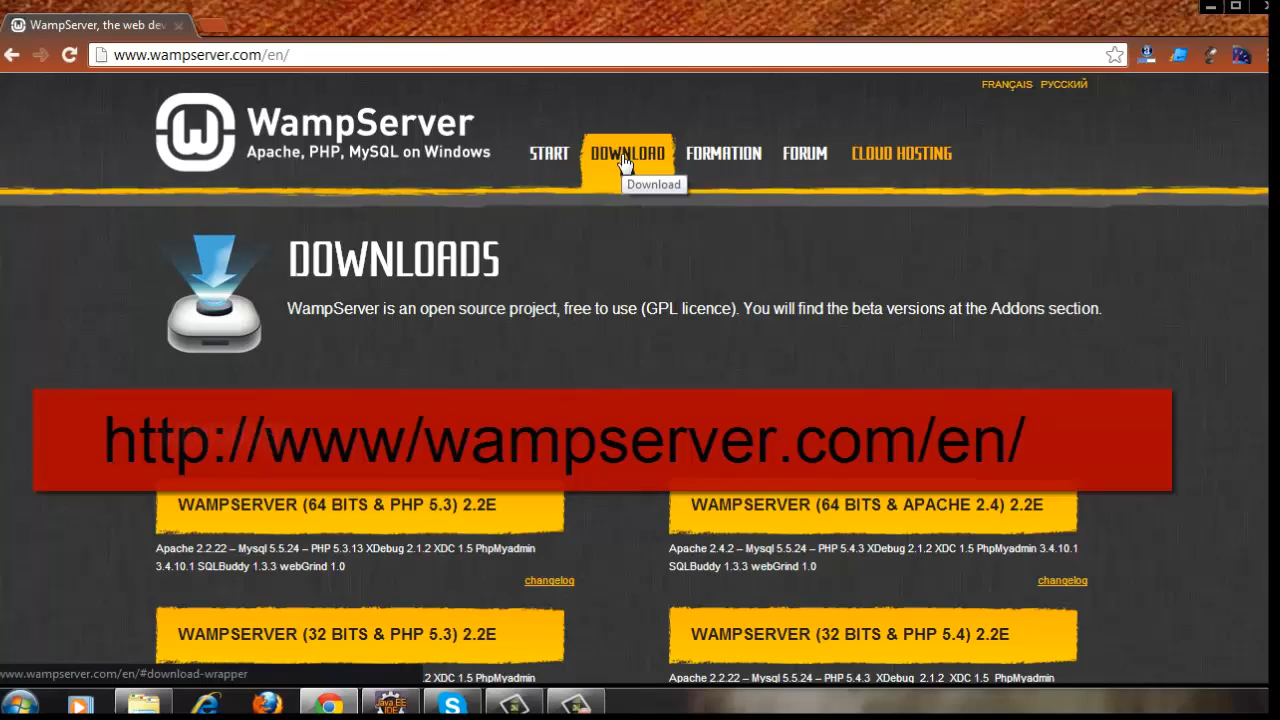 WampServer, the web dev
www.wampserver.com/en/
FRANÇAIS РУССКИЙ
WampServer
Apache, PHP, MySQL on Windows
START DOWNLOAD FORMATION FORUM CLOUD HOSTING
Download
DOWNLOADS
WampServer is an open source project, free to use (GPL licence). You will find the beta versions at the Addons section.
http://www/wampserver.com/en/
WAMPSERVER (64 BITS & PHP 5.3) 2.2E
Apache 2.2.22 – Mysql 5.5.24 – PHP 5.3.13 XDebug 2.1.2 XDC 1.5 PhpMyadmin
3.4.10.1 SQLBuddy 1.3.3 webGrind 1.0
changelog
WAMPSERVER (64 BITS & APACHE 2.4) 2.2E
Apache 2.4.2 – Mysql 5.5.24 – PHP 5.4.3 XDebug 2.1.2 XDC 1.5 PhpMyadmin 3.4.10.1
SQLBuddy 1.3.3 webGrind 1.0
changelog
WAMPSERVER (32 BITS & PHP 5.3) 2.2E
.2 XDC 1.5 PhpMyadmin
WAMPSERVER (32 BITS & PHP 5.4) 2.2E
Apache 2.4.2 – Mysql 5.5.24 – PHP 5.4.3 XDebug 2.1.2 XDC 1.5 PhpMyadmin
www.wampserver.com/en/#download-wrapper
Java EE
IDE